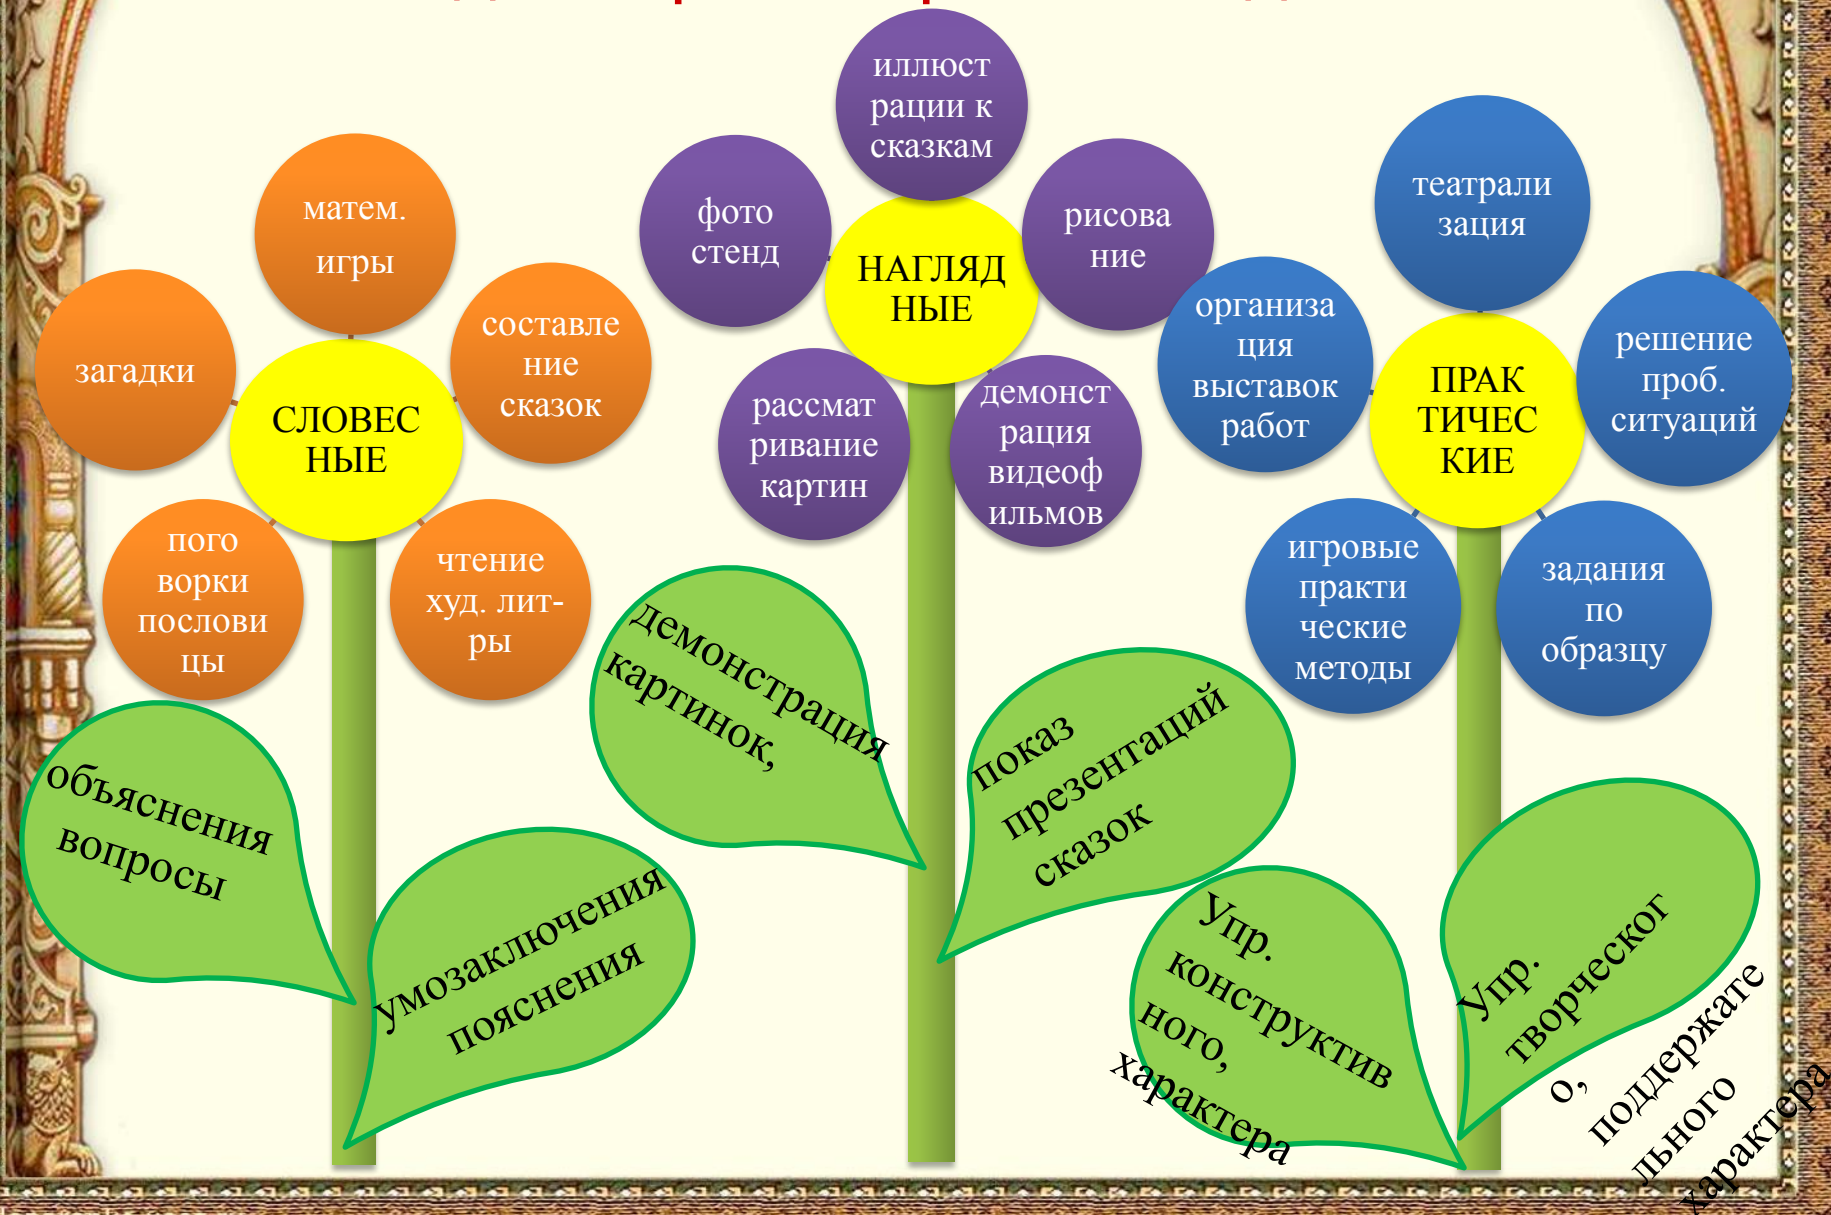 матем.
игры
загадки
составле
ние
сказок
СЛОВЕС
НЫЕ
пого
ворки
послови
цы
чтение
худ. лит-
ры
объяснения
вопросы
умозаключения
пояснения
иллюст
рации к
сказкам
фото
стенд
рисова
ние
НАГЛЯД
НЫЕ
рассмат
ривание
картин
демонст
рация
видеоф
ильмов
демонстрация
картинок,
показ
презентаций
сказок
театрали
зация
организа
ция
выставок
работ
решение
проб.
ситуаций
ПРАК
ТИЧЕС
КИЕ
игровые
практи
ческие
методы
задания
по
образцу
Упр.
конструктив
ного,
характера
Упр.
творческог
о,
поддержате
льного
характера